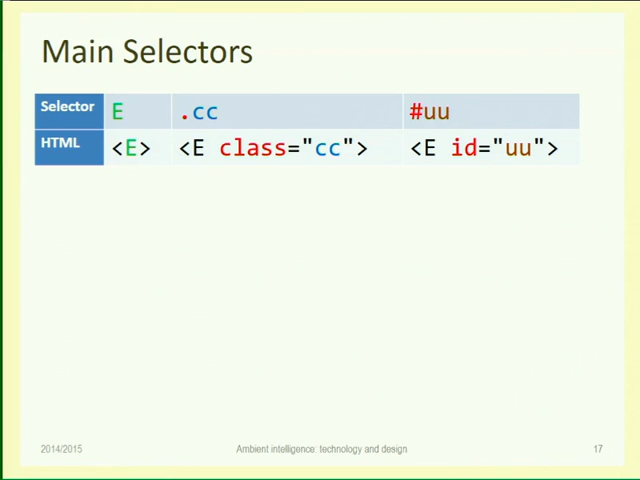 Main Selectors
Selector E .cc #uu
HTML <E> <E class="cc"> <E id="uu">
2014/2015 Ambient intelligence: technology and design 17